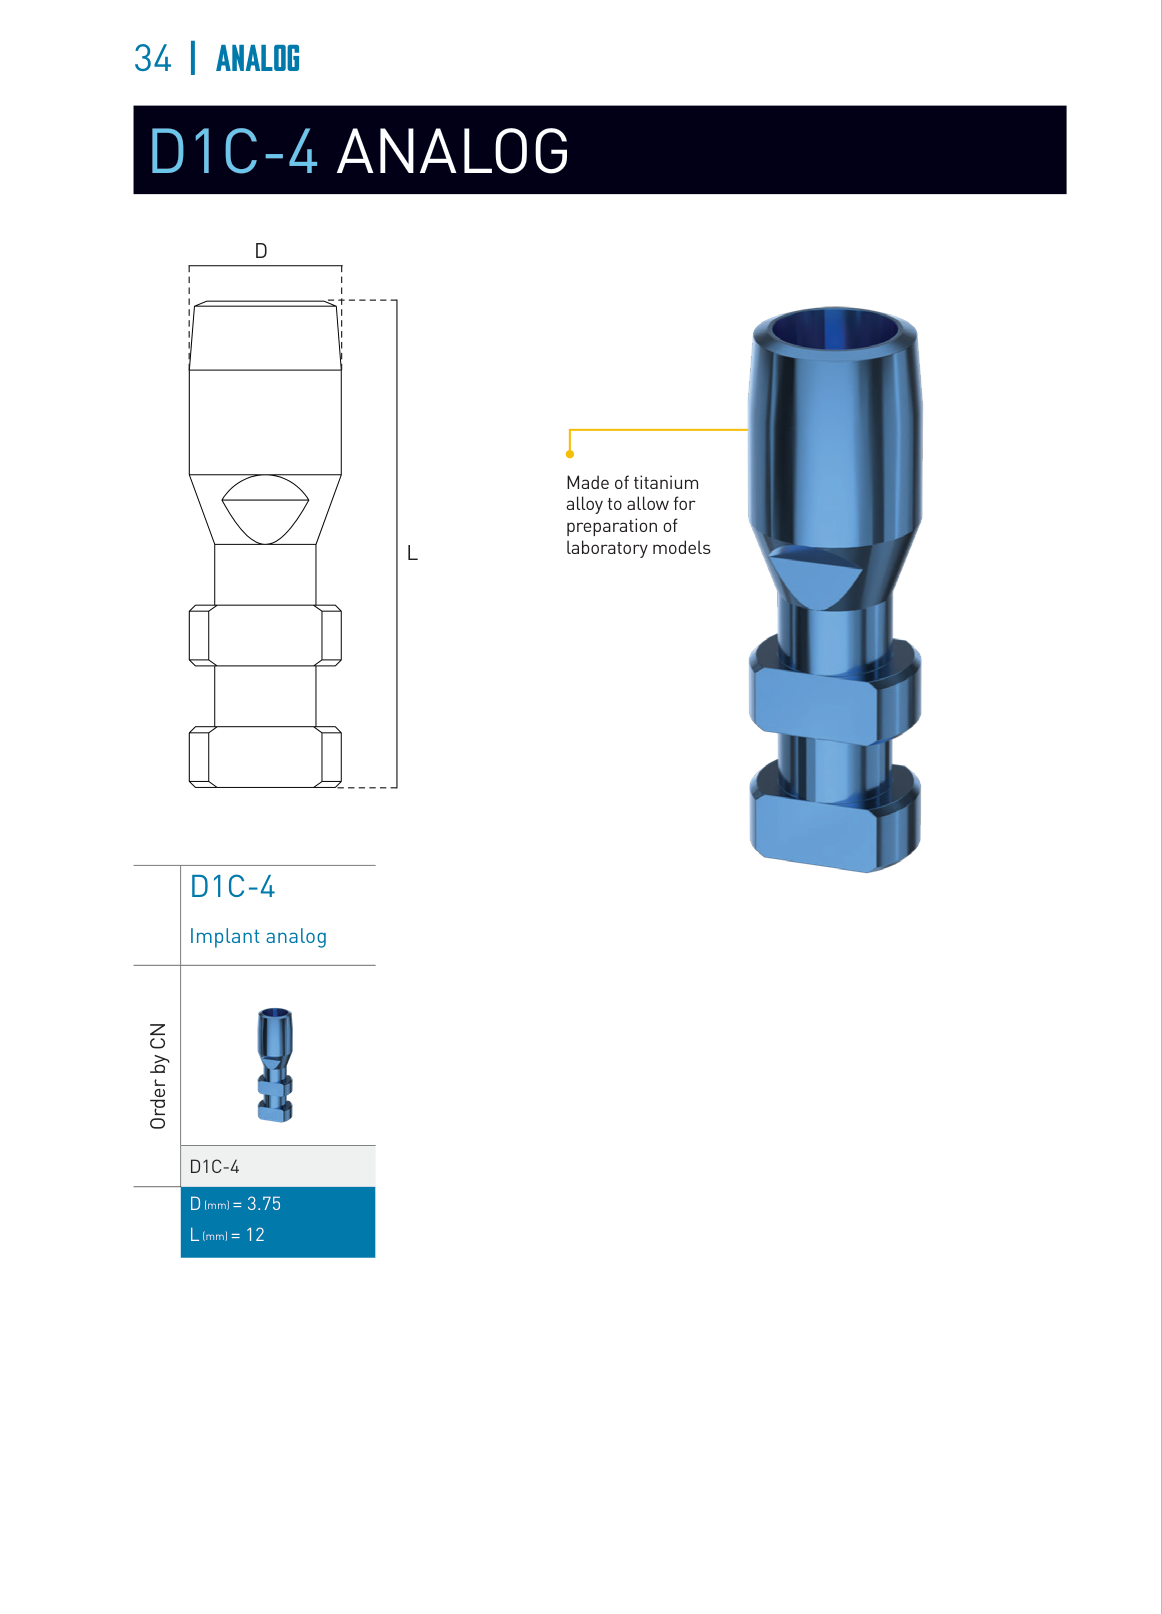 34 | ANALOG
D1C-4 ANALOG
D
L
Made of titanium
alloy to allow for
preparation of
laboratory models
D1C-4
Implant analog
Order by CN
D1C-4
D (mm) = 3.75
L (mm) = 12